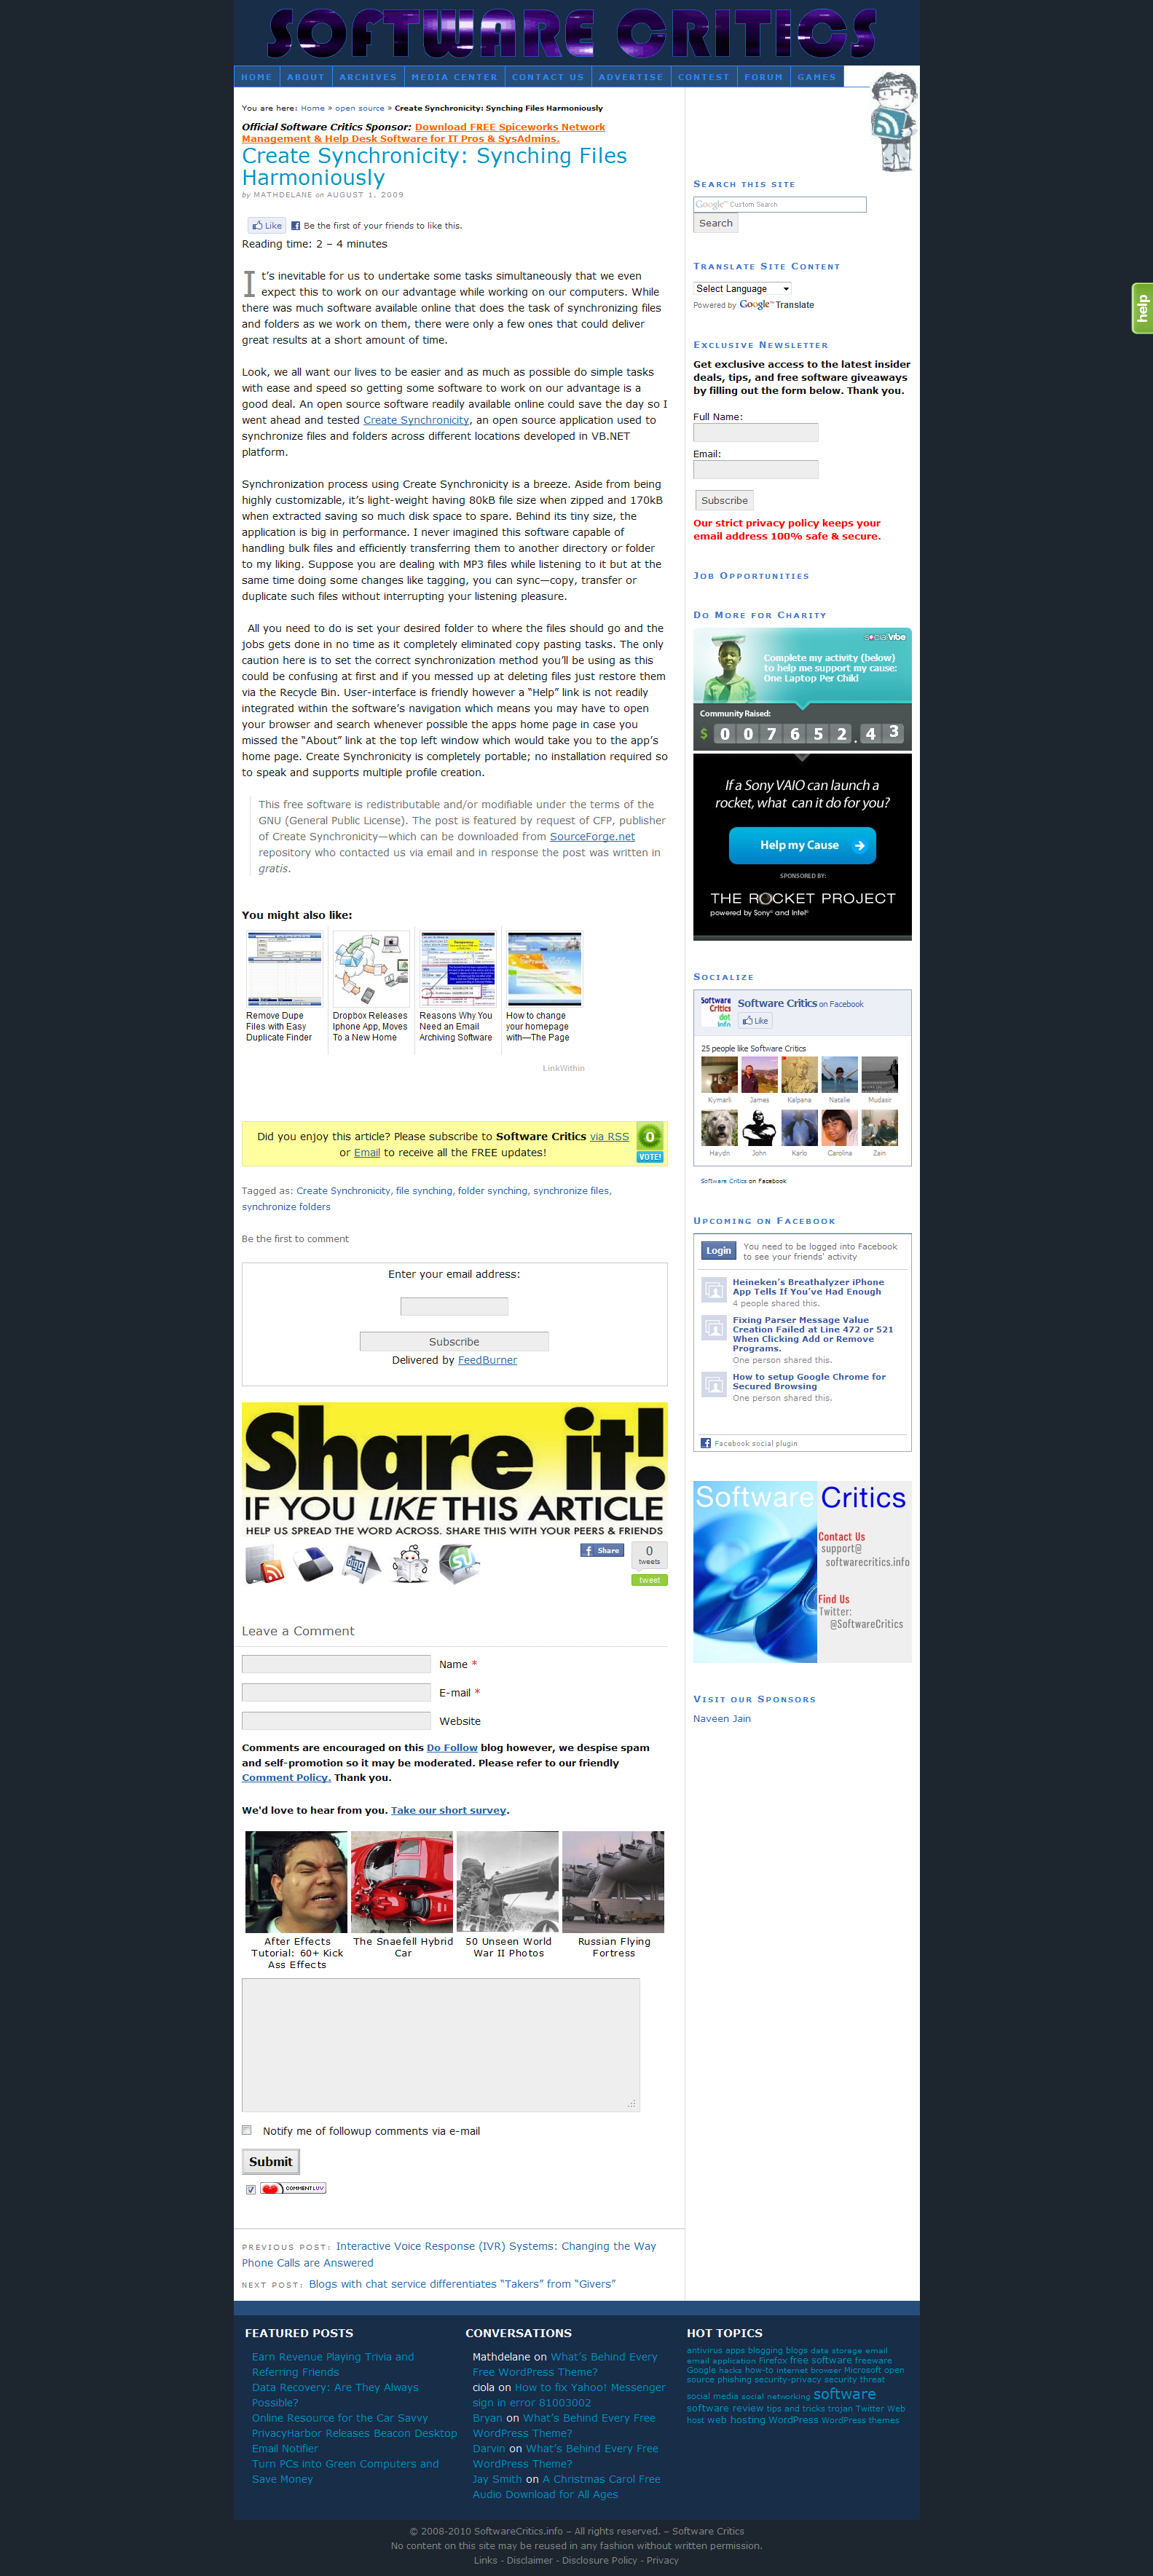 SOFTWARE CRITICS
HOME ABOUT ARCHIVES MEDIA CENTER CONTACT US ADVERTISE CONTEST FORUM GAMES
You are here: Home » open source » Create Synchronicity: Synching Files Harmoniously
Official Software Critics Sponsor: Download FREE Spiceworks Network
Management & Help Desk Software for IT Pros & SysAdmins.
Create Synchronicity: Synching Files
Harmoniously
by MATHDELANE on AUGUST 1, 2009
Like Be the first of your friends to like this.
Reading time: 2 – 4 minutes
It's inevitable for us to undertake some tasks simultaneously that we even
expect this to work on our advantage while working on our computers. While
there was much software available online that does the task of synchronizing files
and folders as we work on them, there were only a few ones that could deliver
great results at a short amount of time.
Look, we all want our lives to be easier and as much as possible do simple tasks
with ease and speed so getting some software to work on our advantage is a
good deal. An open source software readily available online could save the day so I
went ahead and tested Create Synchronicity, an open source application used to
synchronize files and folders across different locations developed in VB.NET
platform.
Synchronization process using Create Synchronicity is a breeze. Aside from being
highly customizable, it's light-weight having 80kB file size when zipped and 170kB
when extracted saving so much disk space to spare. Behind its tiny size, the
application is big in performance. I never imagined this software capable of
handling bulk files and efficiently transferring them to another directory or folder
to my liking. Suppose you are dealing with MP3 files while listening to it but at the
same time doing some changes like tagging, you can sync—copy, transfer or
duplicate such files without interrupting your listening pleasure.
All you need to do is set your desired folder to where the files should go and the
jobs gets done in no time as it completely eliminated copy pasting tasks. The only
caution here is to set the correct synchronization method you'll be using as this
could be confusing at first and if you messed up at deleting files just restore them
via the Recycle Bin. User-interface is friendly however a “Help” link is not readily
integrated within the software's navigation which means you may have to open
your browser and search whenever possible the apps home page in case you
missed the “About” link at the top left window which would take you to the app's
home page. Create Synchronicity is completely portable; no installation required so
to speak and supports multiple profile creation.
This free software is redistributable and/or modifiable under the terms of the
GNU (General Public License). The post is featured by request of CFP, publisher
of Create Synchronicity—which can be downloaded from SourceForge.net
repository who contacted us via email and in response the post was written in
gratis.
You might also like:
Remove Dupe
Files with Easy
Duplicate Finder
Dropbox Releases
Iphone App, Moves
To a New Home
Reasons Why You
Need an Email
Archiving Software
How to change
your homepage
with—The Page
LinkWithin
Did you enjoy this article? Please subscribe to Software Critics via RSS
or Email to receive all the FREE updates!
0
VOTE!
Tagged as: Create Synchronicity, file synching, folder synching, synchronize files,
synchronize folders
Be the first to comment
Enter your email address:
Subscribe
Delivered by FeedBurner
Share it!
IF YOU LIKE THIS ARTICLE
HELP US SPREAD THE WORD ACROSS. SHARE THIS WITH YOUR PEERS & FRIENDS
digg
Share
0
tweets
tweet
Leave a Comment
Name *
E-mail *
Website
Comments are encouraged on this Do Follow blog however, we despise spam
and self-promotion so it may be moderated. Please refer to our friendly
Comment Policy. Thank you.
We'd love to hear from you. Take our short survey.
After Effects
Tutorial: 60+ Kick
Ass Effects
The Snaefell Hybrid
Car
50 Unseen World
War II Photos
Russian Flying
Fortress
Notify me of followup comments via e-mail
Submit
COMMENTLUV
PREVIOUS POST: Interactive Voice Response (IVR) Systems: Changing the Way
Phone Calls are Answered
NEXT POST: Blogs with chat service differentiates “Takers” from “Givers”
SEARCH THIS SITE
Google™ Custom Search
Search
TRANSLATE SITE CONTENT
Select Language
Powered by Google™ Translate
help
EXCLUSIVE NEWSLETTER
Get exclusive access to the latest insider
deals, tips, and free software giveaways
by filling out the form below. Thank you.
Full Name:
Email:
Subscribe
Our strict privacy policy keeps your
email address 100% safe & secure.
JOB OPPORTUNITIES
DO MORE FOR CHARITY
socialvibe
Complete my activity (below)
to help me support my cause:
One Laptop Per Child
Community Raised:
$ 007652.43
If a Sony VAIO can launch a
rocket, what can it do for you?
Help my Cause
SPONSORED BY:
THE ROCKET PROJECT
powered by Sony® and Intel®
SOCIALIZE
Software
Critics
dot
Info
Software Critics on Facebook
Like
25 people like Software Critics
Kymarli James Kalpana Natalie Mudasir
Haydn John Karlo Carolina Zain
Software Critics on Facebook
UPCOMING ON FACEBOOK
Login
You need to be logged into Facebook
to see your friends' activity
Heineken's Breathalyzer iPhone
App Tells If You've Had Enough
4 people shared this.
Fixing Parser Message Value
Creation Failed at Line 472 or 521
When Clicking Add or Remove
Programs.
One person shared this.
How to setup Google Chrome for
Secured Browsing
One person shared this.
Facebook social plugin
Software Critics
Contact Us
support@
softwarecritics.info
Find Us
Twitter:
@SoftwareCritics
VISIT OUR SPONSORS
Naveen Jain
FEATURED POSTS
Earn Revenue Playing Trivia and
Referring Friends
Data Recovery: Are They Always
Possible?
Online Resource for the Car Savvy
PrivacyHarbor Releases Beacon Desktop
Email Notifier
Turn PCs into Green Computers and
Save Money
CONVERSATIONS
Mathdelane on What's Behind Every
Free WordPress Theme?
ciola on How to fix Yahoo! Messenger
sign in error 81003002
Bryan on What's Behind Every Free
WordPress Theme?
Darvin on What's Behind Every Free
WordPress Theme?
Jay Smith on A Christmas Carol Free
Audio Download for All Ages
HOT TOPICS
antivirus apps blogging blogs data storage email
email application Firefox free software freeware
Google hacks how-to internet browser Microsoft open
source phishing security-privacy security threat
social media social networking software
software review tips and tricks trojan Twitter Web
host web hosting WordPress WordPress themes
© 2008-2010 SoftwareCritics.info – All rights reserved. – Software Critics
No content on this site may be reused in any fashion without written permission.
Links - Disclaimer - Disclosure Policy - Privacy